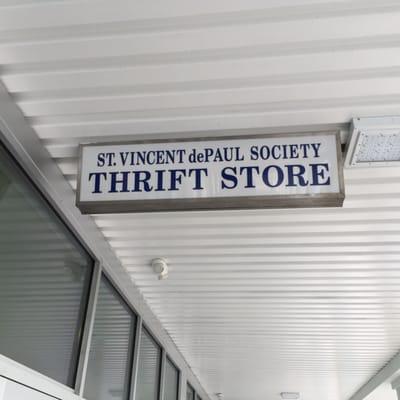 ST. VINCENT dePAUL SOCIETY
THRIFT STORE